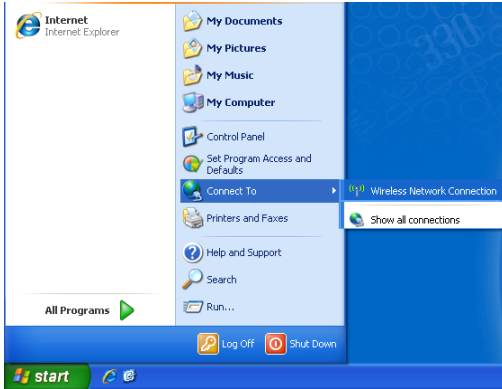 Internet
Internet Explorer
My Documents
My Pictures
My Music
My Computer
Control Panel
Set Program Access and
Defaults
Connect To
Wireless Network Connection
Printers and Faxes
Show all connections
Help and Support
Search
Run...
All Programs
Log Off
Shut Down
start
330